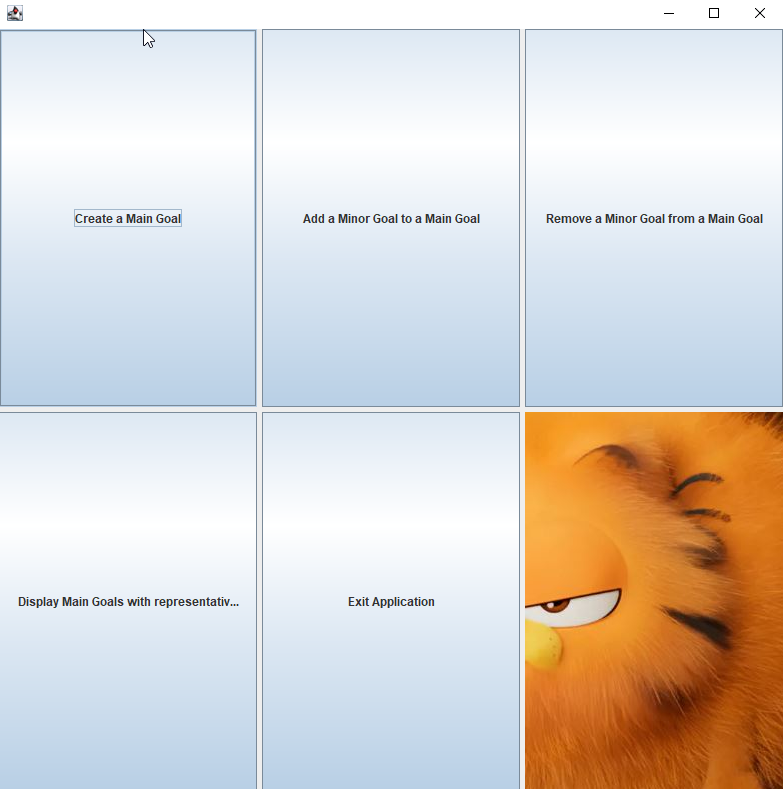 Create a Main Goal
Add a Minor Goal to a Main Goal
Remove a Minor Goal from a Main Goal
Display Main Goals with representativ...
Exit Application